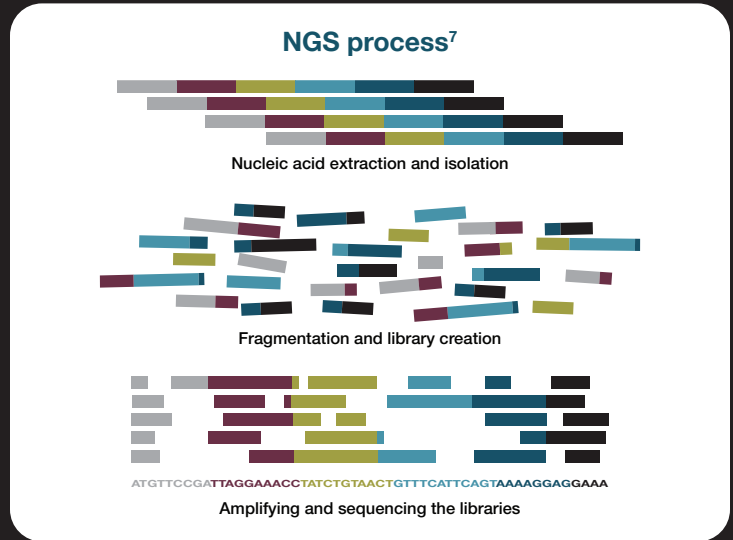 NGS process⁷
Nucleic acid extraction and isolation
Fragmentation and library creation
ATGTTCCGATTAGGAAACCTATCTGTAACTGTTTCATTCAGTAAAAGGAGGAAA
Amplifying and sequencing the libraries